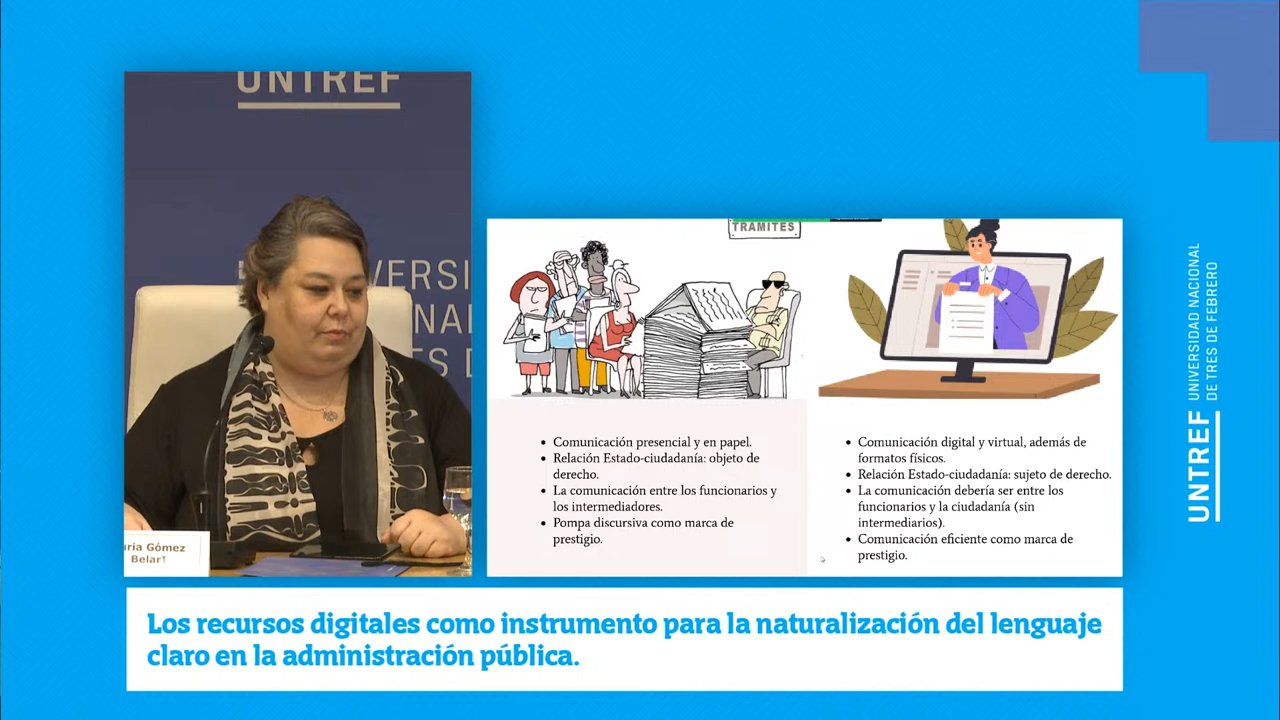 UNTREF
TRAMITES
Gómez
• Comunicación presencial y en papel.
• Relación Estado-ciudadanía: objeto de
derecho.
• La comunicación entre los funcionarios y
los intermediadores.
• Pompa discursiva como marca de
prestigio.
• Comunicación digital y virtual, además de
formatos físicos.
• Relación Estado-ciudadanía: sujeto de derecho.
• La comunicación debería ser entre los
funcionarios y la ciudadanía (sin
intermediarios).
• Comunicación eficiente como marca de
prestigio.
Los recursos digitales como instrumento para la naturalización del lenguaje
claro en la administración pública.
UNTREF
UNIVERSIDAD NACIONAL
DE TRES DE FEBRERO